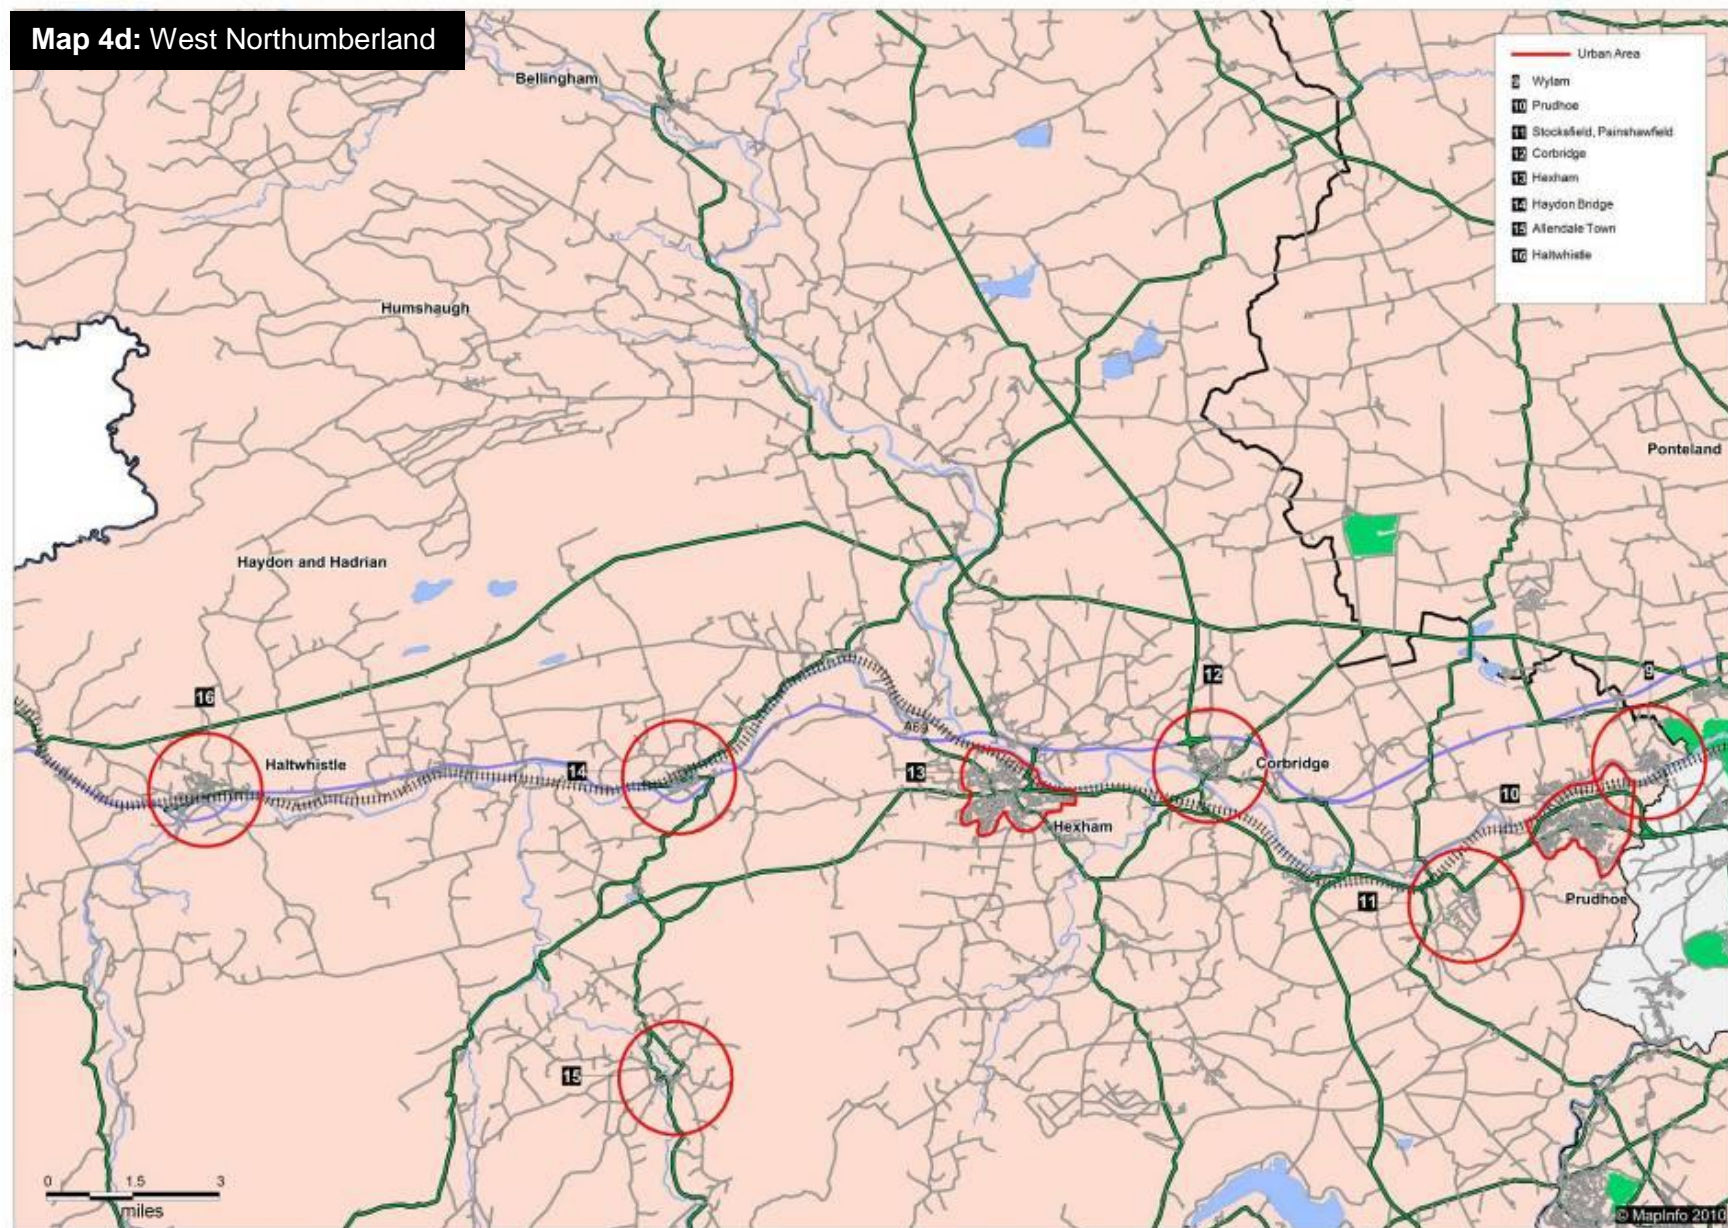 Map 4d: West Northumberland
Urban Area
9 Wylam
10 Prudhoe
11 Stocksfield, Painshawfield
12 Corbridge
13 Hexham
14 Haydon Bridge
15 Allendale Town
16 Haltwhistle
Bellingham
Humshaugh
Ponteland
Haydon and Hadrian
16
12
9
A69
Haltwhistle
14
13
Corbridge
10
Hexham
11
Prudhoe
15
0 1.5 3
miles
© MapInfo 2010